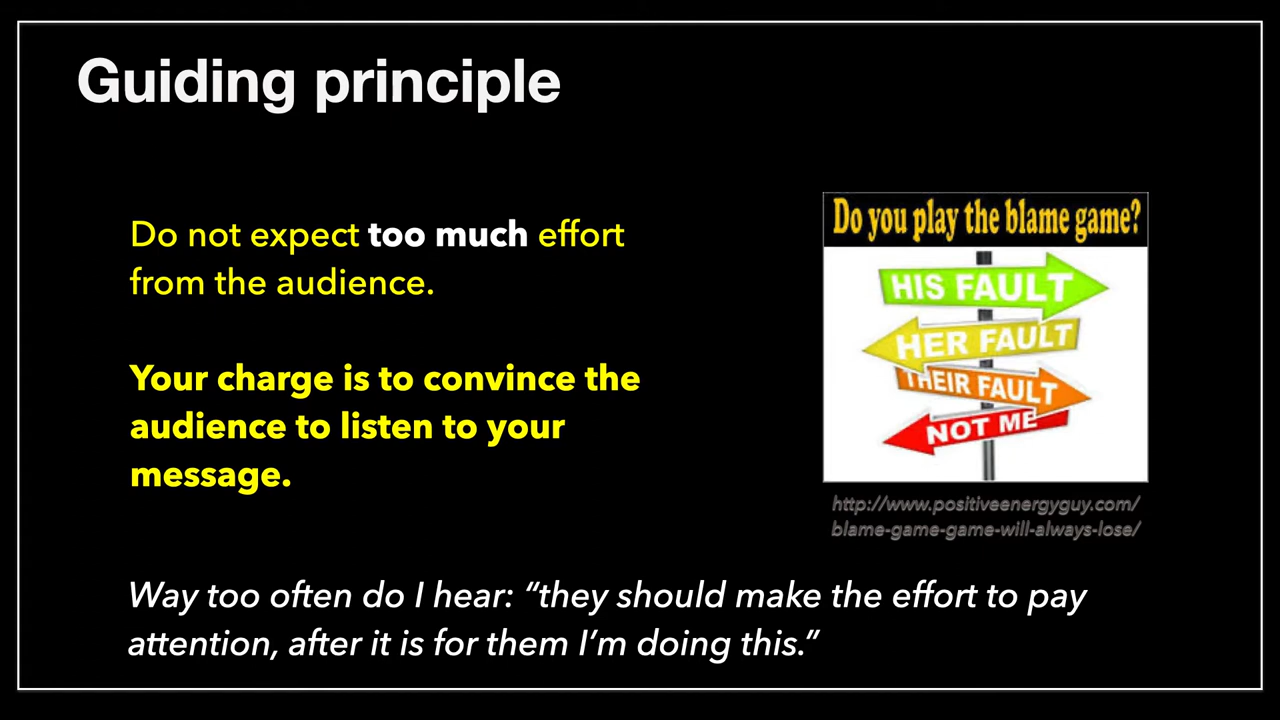 Guiding principle
Do not expect too much effort
from the audience.
Your charge is to convince the
audience to listen to your
message.
Do you play the blame game?
HIS FAULT
HER FAULT
THEIR FAULT
NOT ME
http://www.positiveenergyguy.com/
blame-game-game-will-always-lose/
Way too often do I hear: “they should make the effort to pay
attention, after it is for them I’m doing this.”